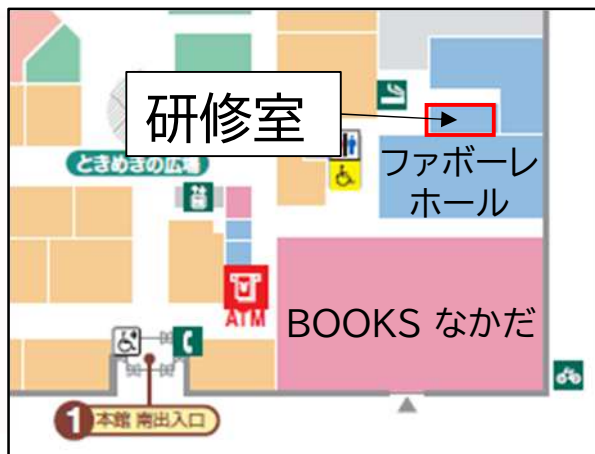 研修室
ときめきの広場
ファボーレ
ホール
ATM
BOOKS なかだ
1 本館 南出入口